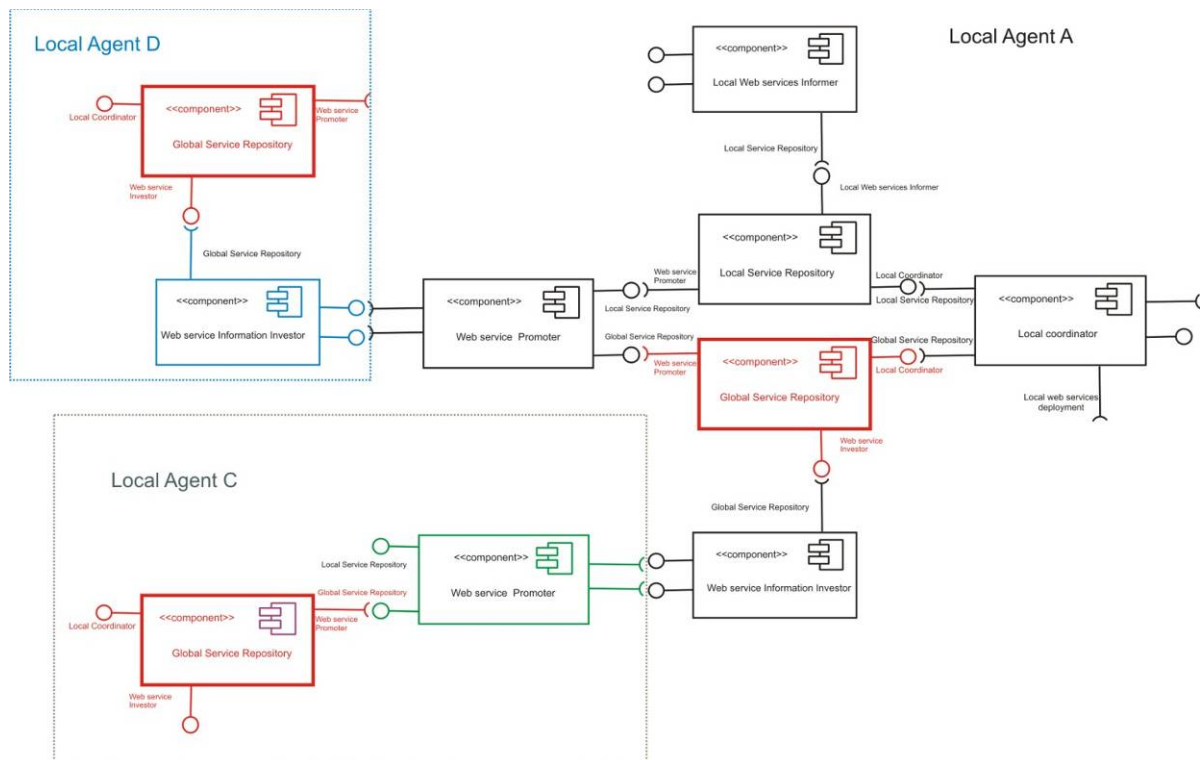 Local Agent D
<<component>>
Global Service Repository
Local Coordinator
Web service
Promoter
Web service
Investor
Global Service Repository
<<component>>
Web service Information Investor
Local Agent A
<<component>>
Local Web services Informer
Local Service Repository
Local Web services Informer
<<component>>
Local Service Repository
Web service
Promoter
Local Service Repository
Local Coordinator
Local Service Repository
<<component>>
Web service Promoter
Global Service Repository
Web service
Promoter
<<component>>
Global Service Repository
Global Service Repository
Local Coordinator
<<component>>
Local coordinator
Local web services
deployment
Web service
Investor
Global Service Repository
<<component>>
Web service Information Investor
Local Agent C
<<component>>
Web service Promoter
Local Service Repository
Global Service Repository
Web service
Promoter
<<component>>
Global Service Repository
Local Coordinator
Web service
Investor